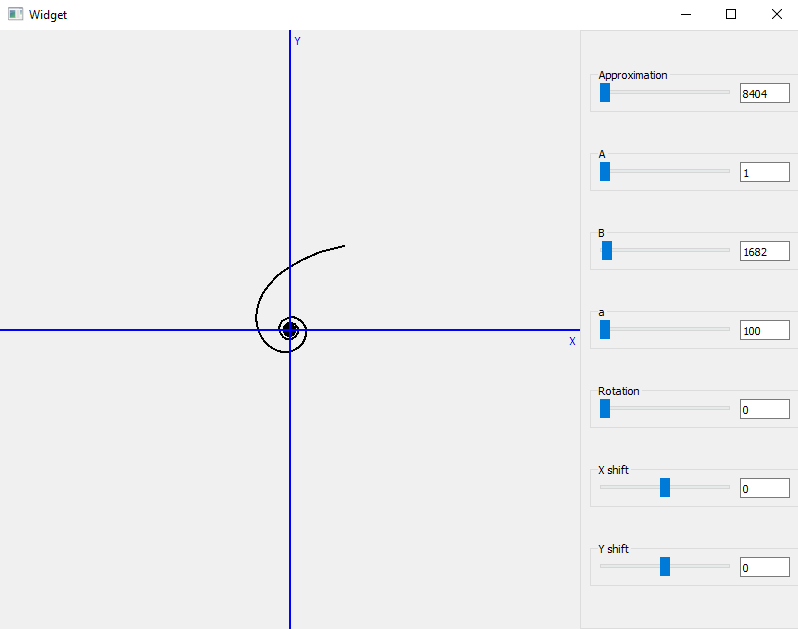 Widget
Y
X
Approximation
8404
A
1
B
1682
a
100
Rotation
0
X shift
0
Y shift
0